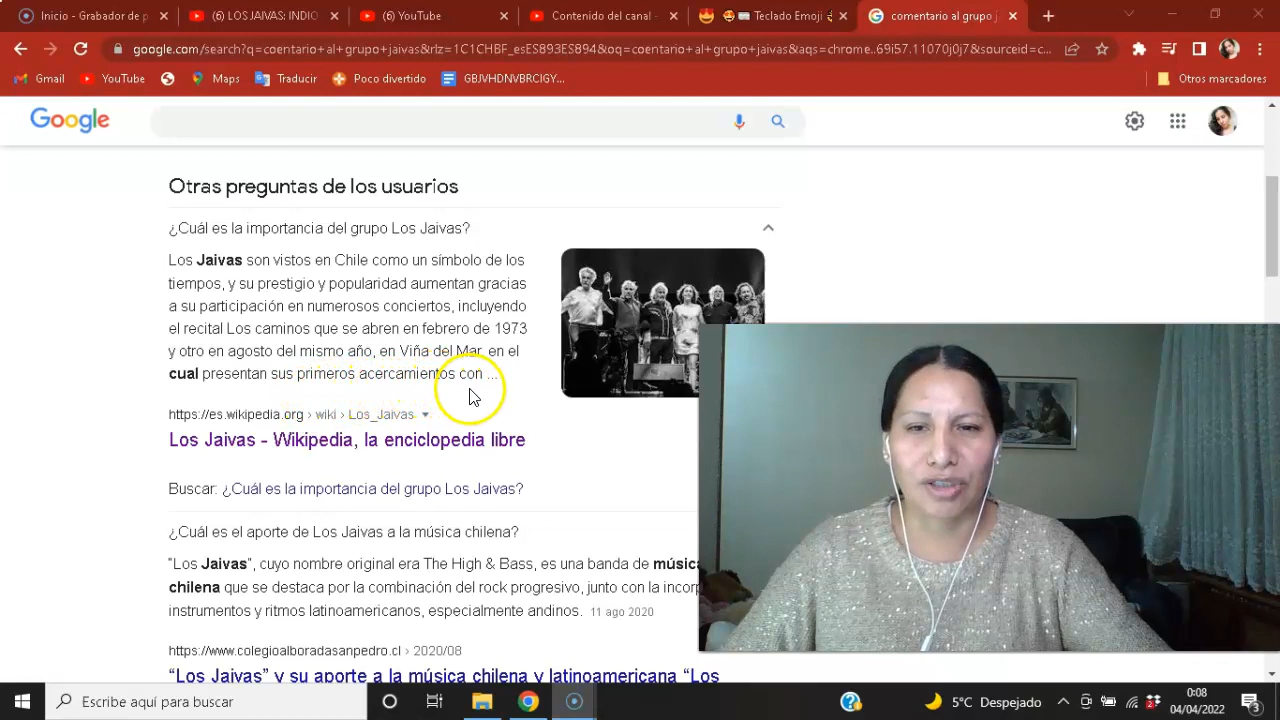 Inicio - Grabador de p
(6) LOS JAIVAS: INDIO
(6) YouTube
Contenido del canal -
Teclado Emoji
comentario al grupo j
google.com/search?q=coentario+al+grupo+jaivas&rlz=1C1CHBF_esES893ES894&oq=coentario+al+grupo+jaivas&aqs=chrome..69i57.11070j0j7&sourceid=c...
Gmail
YouTube
Maps
Traducir
Poco divertido
GBJVHDNVBRCIGY...
Otros marcadores
Google
Otras preguntas de los usuarios
¿Cuál es la importancia del grupo Los Jaivas?
Los Jaivas son vistos en Chile como un símbolo de los
tiempos, y su prestigio y popularidad aumentan gracias
a su participación en numerosos conciertos, incluyendo
el recital Los caminos que se abren en febrero de 1973
y otro en agosto del mismo año, en Viña del Mar, en el
cual presentan sus primeros acercamientos con ...
https://es.wikipedia.org › wiki › Los_Jaivas
Los Jaivas - Wikipedia, la enciclopedia libre
Buscar: ¿Cuál es la importancia del grupo Los Jaivas?
¿Cuál es el aporte de Los Jaivas a la música chilena?
"Los Jaivas", cuyo nombre original era The High & Bass, es una banda de música
chilena que se destaca por la combinación del rock progresivo, junto con la incorp
instrumentos y ritmos latinoamericanos, especialmente andinos. 11 ago 2020
https://www.colegioalboradasanpedro.cl › 2020/08
"Los Jaivas" y su aporte a la música chilena y latinoamericana "Los
Escribe aquí para buscar
5°C Despejado
0:08
04/04/2022
3